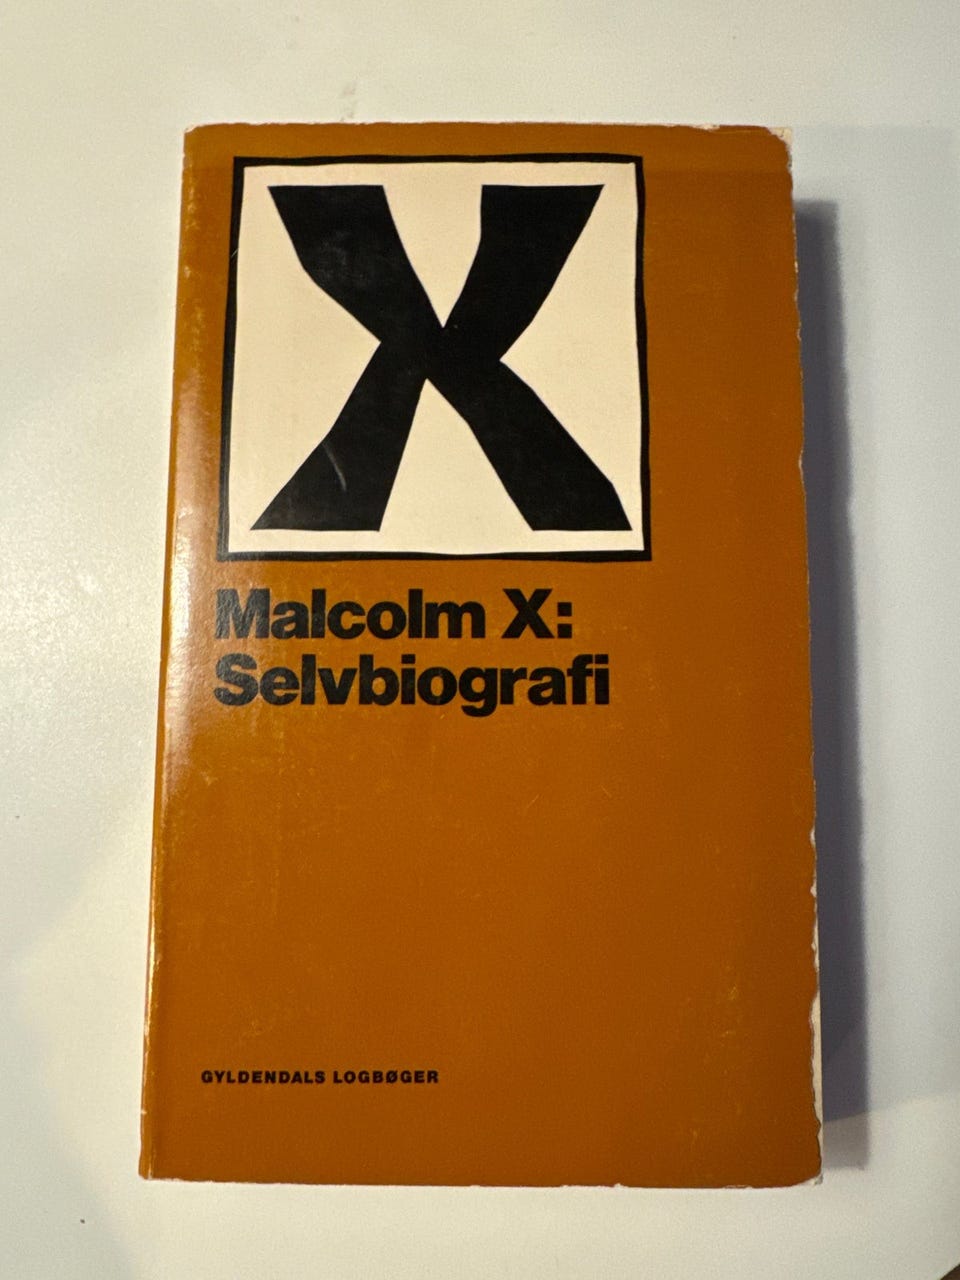 X
Malcolm X:
Selvbiografi
GYLDENDALS LOGBØGER